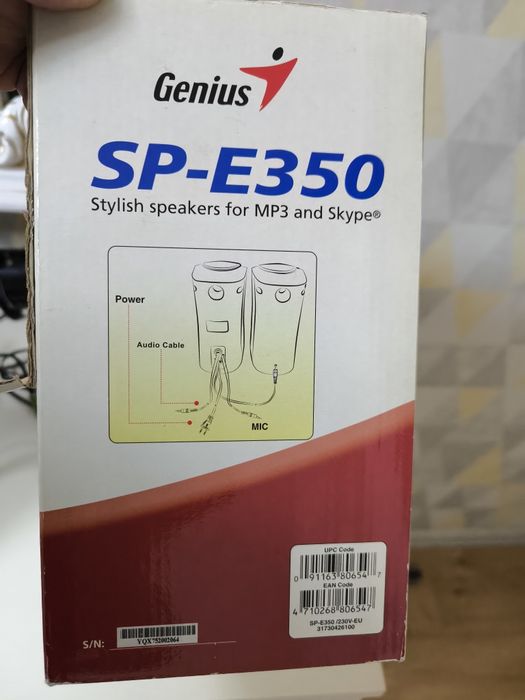 Genius
SP-E350
Stylish speakers for MP3 and Skype®
Power
Audio Cable
MIC
UPC Code
0 91163 80654 7
EAN Code
4 710268 806547
SP-E350 /230V-EU
31730426100
S/N:
YQX752002064